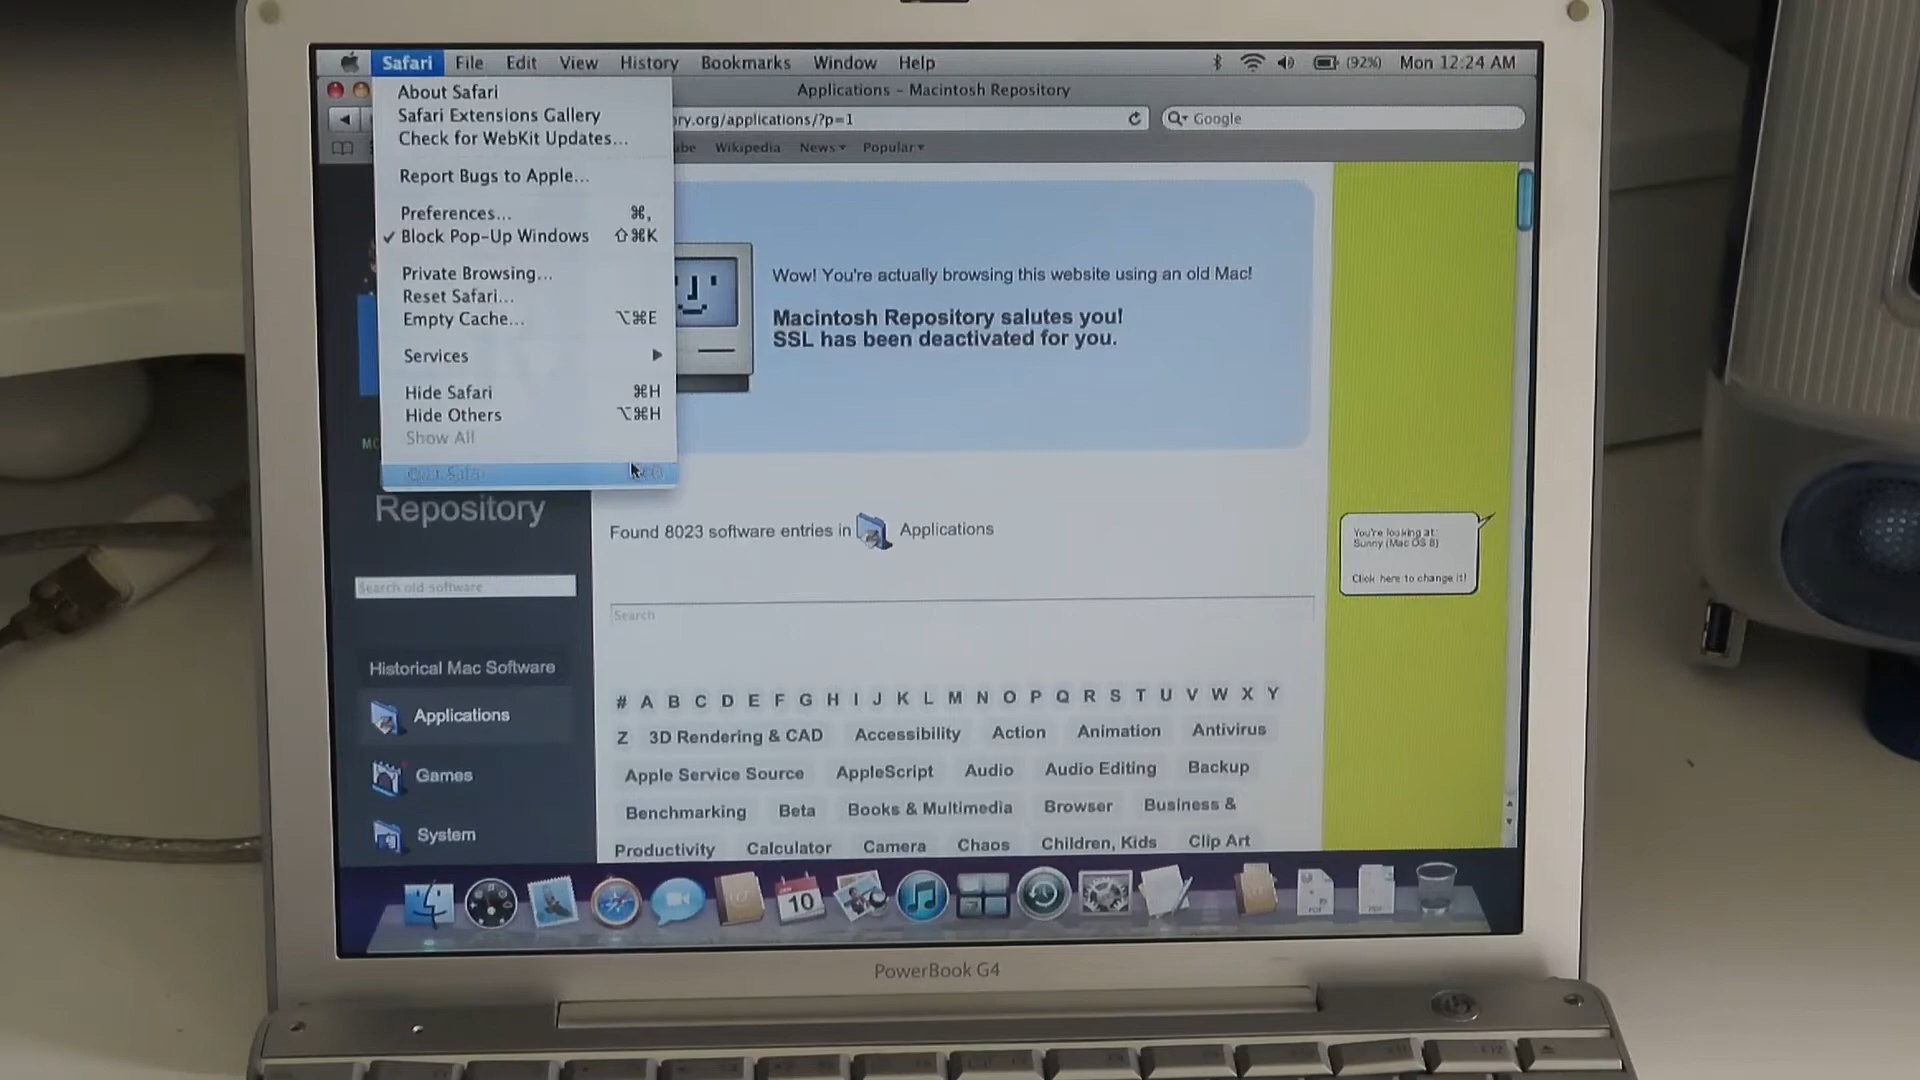 Safari File Edit View History Bookmarks Window Help (92%) Mon 12:24 AM
About Safari
Safari Extensions Gallery
Check for WebKit Updates...
Report Bugs to Apple...
Preferences... ⌘,
✓ Block Pop-Up Windows ⇧⌘K
Private Browsing...
Reset Safari...
Empty Cache... ⌥⌘E
Services ▶
Hide Safari ⌘H
Hide Others ⌥⌘H
Show All
Quit Safari
Applications – Macintosh Repository
ry.org/applications/?p=1 Google
Wikipedia News Popular
Wow! You're actually browsing this website using an old Mac!
Macintosh Repository salutes you!
SSL has been deactivated for you.
Repository
Search old software
Historical Mac Software
Applications
Games
System
Found 8023 software entries in Applications
Search
# A B C D E F G H I J K L M N O P Q R S T U V W X Y
Z 3D Rendering & CAD Accessibility Action Animation Antivirus
Apple Service Source AppleScript Audio Audio Editing Backup
Benchmarking Beta Books & Multimedia Browser Business &
Productivity Calculator Camera Chaos Children, Kids Clip Art
You're looking at:
Sunny (Mac OS 8)
Click here to change it!
10
PowerBook G4